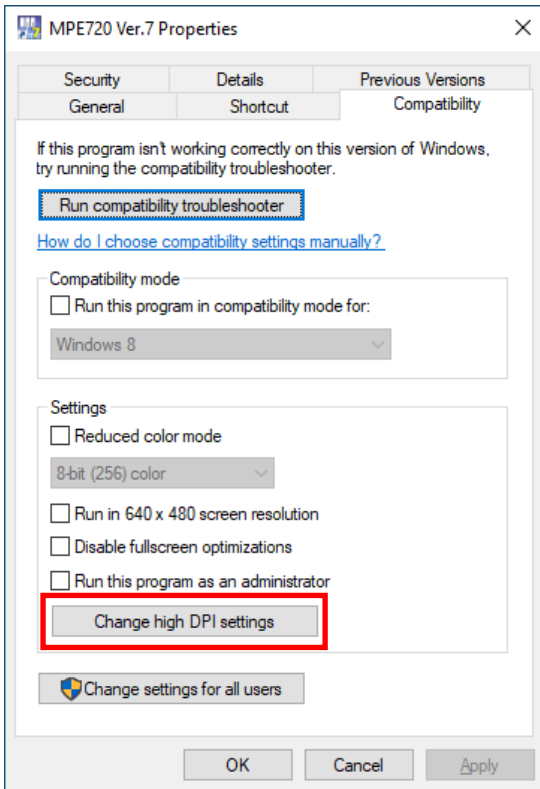 MPE720 Ver.7 Properties
Security Details Previous Versions
General Shortcut Compatibility
If this program isn't working correctly on this version of Windows,
try running the compatibility troubleshooter.
Run compatibility troubleshooter
How do I choose compatibility settings manually?
Compatibility mode
Run this program in compatibility mode for:
Windows 8
Settings
Reduced color mode
8-bit (256) color
Run in 640 x 480 screen resolution
Disable fullscreen optimizations
Run this program as an administrator
Change high DPI settings
Change settings for all users
OK Cancel Apply